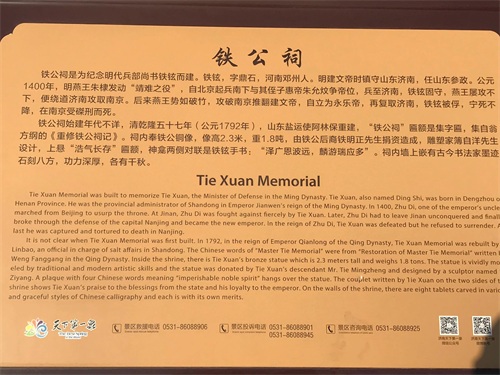 铁公祠
铁公祠是为纪念明代兵部尚书铁铉而建。铁铉,字鼎石,河南邓州人。明建文帝时镇守山东济南,任山东参政。公元
1400年,明燕王朱棣发动"靖难之役",自北京起兵南下与其侄子惠帝朱允炆争帝位,兵至济南,铁铉固守,燕王屡攻不
下,便绕道济南攻取南京。后来燕王势如破竹,攻破南京推翻建文帝,自立为永乐帝,再复取济南,铁铉被俘,宁死不
降,在南京受磔刑而死。
铁公祠始建年代不详,清乾隆五十七年(公元1792年),山东盐运使阿林保重建,"铁公祠"匾额是集字匾,集自翁
方纲的《重修铁公祠记》。祠内奉铁公铜像,像高2.3米,重1.8吨,由铁公后裔铁明正先生捐资造成,雕塑家簿自洋先生
设计,上悬"浩气长存"匾额,神龛两侧对联是铁铉手书:"泽广恩波远,麟游瑞应多"。祠内墙上嵌有古今书法家墨迹
石刻八方,功力深厚,各有千秋。
Tie Xuan Memorial
Tie Xuan Memorial was built to memorize Tie Xuan, the Minister of Defense in the Ming Dynasty. Tie Xuan, also named Ding Shi, was born in Dengzhou o
Henan Province. He was the provincial administrator of Shandong in Emperor Jianwen's reign of the Ming Dynasty. In 1400, Zhu Di, one of the emperor's uncle
marched from Beijing to usurp the throne. At Jinan, Zhu Di was fought against fiercely by Tie Xuan. Later, Zhu Di had to leave Jinan unconquered and finall
broke through the defense of the capital Nanjing and became the new emperor. In the reign of Zhu Di, Tie Xuan was defeated but he refused to surrender. A
last he was captured and tortured to death in Nanjing.
It is not clear when Tie Xuan Memorial was first built. In 1792, in the reign of Emperor Qianlong of the Qing Dynasty, Tie Xuan Memorial was rebuilt by
Linbao, an official in charge of salt affairs in Shandong. The Chinese words of "Master Tie Memorial" were from "Restoration of Master Tie Memorial" written
Weng Fanggang in the Qing Dynasty. Inside the shrine, there is Tie Xuan's bronze statue which is 2.3 meters tall and weighs 1.8 tons. The statue is vividly mo
eled by traditional and modern artistic skills and the statue was donated by Tie Xuan's descendant Mr. Tie Mingzheng and designed by a sculptor named
Ziyang. A plaque with four Chinese words meaning "imperishable noble spirit" hangs over the statue. The couplet written by Tie Xuan on the two sides of t
shrine shows Tie Xuan's praise to the blessings from the state and his loyalty to the emperor. On the walls of the shrine, there are eight tablets carved in vario
and graceful styles of Chinese calligraphy and each is with its own merits.
天下第一泉
景区旅盟电话 0531-86088906
景区投诉电话 0531-86088901
0531-86088945
景区咨询电话 0531-86088925